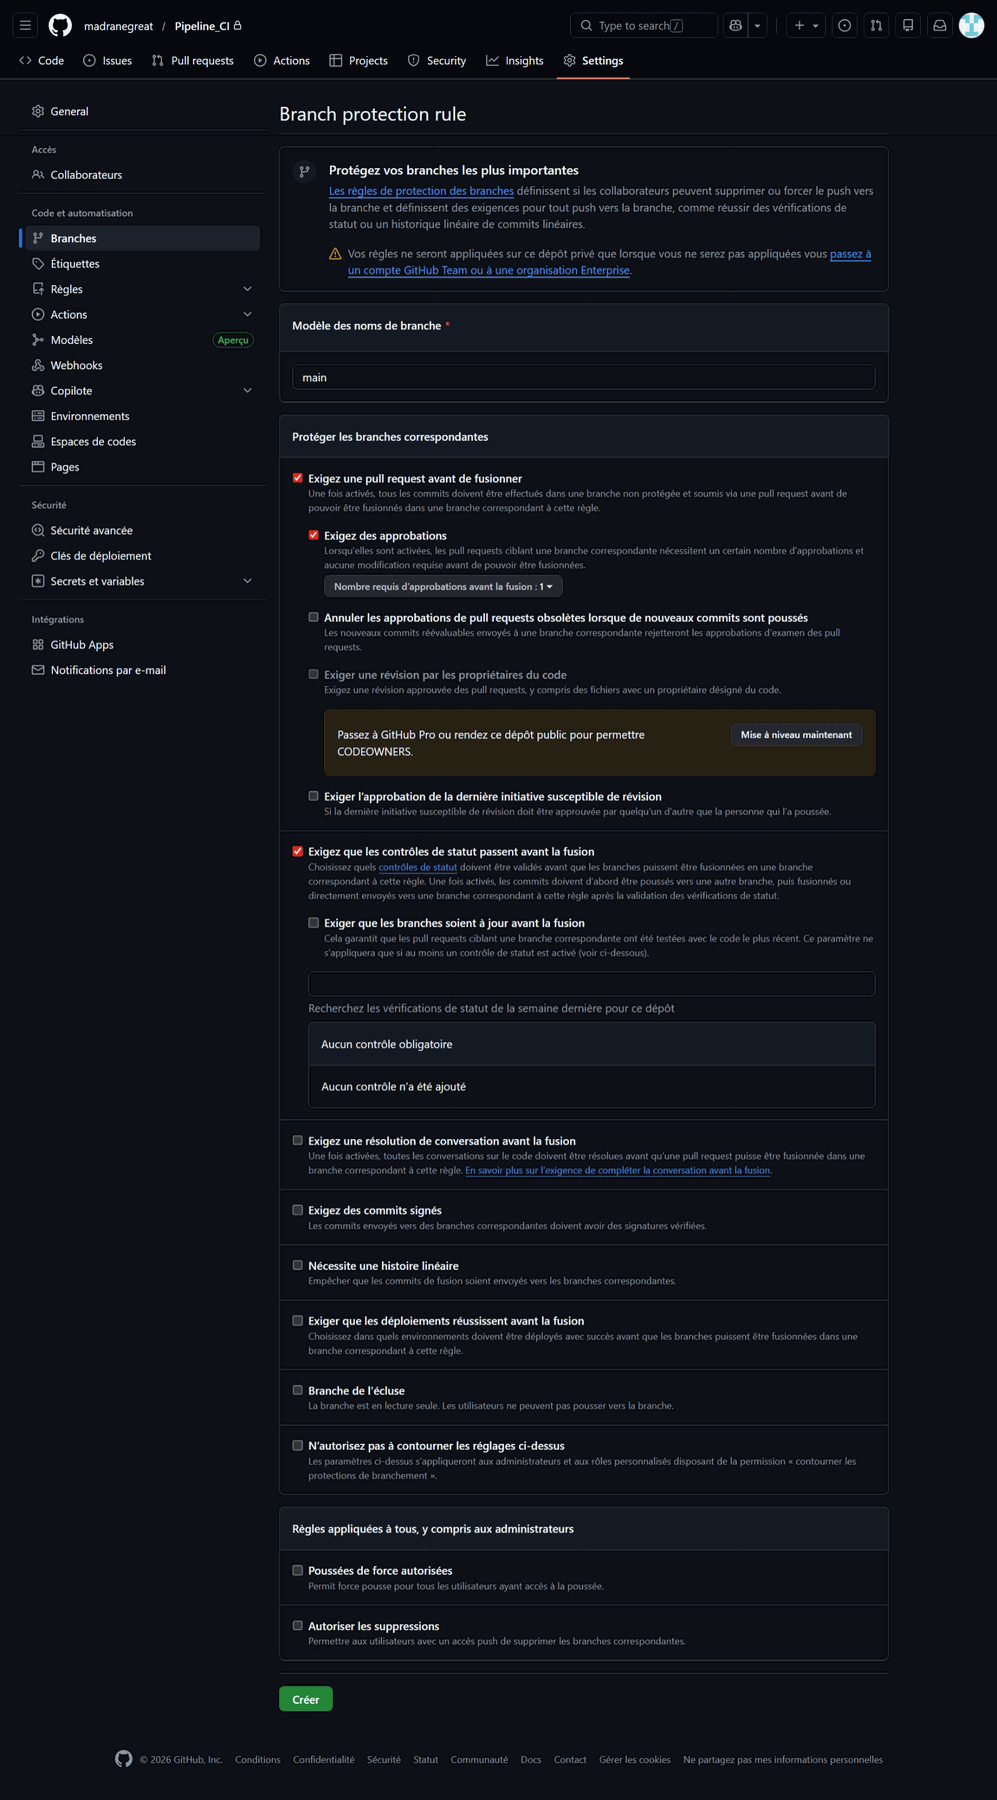 madranegreat / Pipeline_CI
Type to search /
Code Issues Pull requests Actions Projects Security Insights Settings
General
Accès
Collaborateurs
Code et automatisation
Branches
Étiquettes
Règles
Actions
Modèles Aperçu
Webhooks
Copilote
Environnements
Espaces de codes
Pages
Sécurité
Sécurité avancée
Clés de déploiement
Secrets et variables
Intégrations
GitHub Apps
Notifications par e-mail
Branch protection rule
Protégez vos branches les plus importantes
Les règles de protection des branches définissent si les collaborateurs peuvent supprimer ou forcer le push vers
la branche et définissent des exigences pour tout push vers la branche, comme réussir des vérifications de
statut ou un historique linéaire de commits linéaires.
Vos règles ne seront appliquées sur ce dépôt privé que lorsque vous ne serez pas appliquées vous passez à
un compte GitHub Team ou à une organisation Enterprise.
Modèle des noms de branche *
main
Protéger les branches correspondantes
Exigez une pull request avant de fusionner
Une fois activés, tous les commits doivent être effectués dans une branche non protégée et soumis via une pull request avant de
pouvoir être fusionnés dans une branche correspondant à cette règle.
Exigez des approbations
Lorsqu'elles sont activées, les pull requests ciblant une branche correspondante nécessitent un certain nombre d'approbations et
aucune modification requise avant de pouvoir être fusionnées.
Nombre requis d'approbations avant la fusion : 1
Annuler les approbations de pull requests obsolètes lorsque de nouveaux commits sont poussés
Les nouveaux commits réévaluables envoyés à une branche correspondante rejetteront les approbations d'examen des pull
requests.
Exiger une révision par les propriétaires du code
Exigez une révision approuvée des pull requests, y compris des fichiers avec un propriétaire désigné du code.
Passez à GitHub Pro ou rendez ce dépôt public pour permettre
CODEOWNERS.
Mise à niveau maintenant
Exiger l'approbation de la dernière initiative susceptible de révision
Si la dernière initiative susceptible de révision doit être approuvée par quelqu'un d'autre que la personne qui l'a poussée.
Exigez que les contrôles de statut passent avant la fusion
Choisissez quels contrôles de statut doivent être validés avant que les branches puissent être fusionnées en une branche
correspondant à cette règle. Une fois activés, les commits doivent d'abord être poussés vers une autre branche, puis fusionnés ou
directement envoyés vers une branche correspondant à cette règle après la validation des vérifications de statut.
Exiger que les branches soient à jour avant la fusion
Cela garantit que les pull requests ciblant une branche correspondante ont été testées avec le code le plus récent. Ce paramètre ne
s'appliquera que si au moins un contrôle de statut est activé (voir ci-dessous).
Recherchez les vérifications de statut de la semaine dernière pour ce dépôt
Aucun contrôle obligatoire
Aucun contrôle n'a été ajouté
Exigez une résolution de conversation avant la fusion
Une fois activées, toutes les conversations sur le code doivent être résolues avant qu'une pull request puisse être fusionnée dans une
branche correspondant à cette règle. En savoir plus sur l'exigence de compléter la conversation avant la fusion.
Exigez des commits signés
Les commits envoyés vers des branches correspondantes doivent avoir des signatures vérifiées.
Nécessite une histoire linéaire
Empêcher que les commits de fusion soient envoyés vers les branches correspondantes.
Exiger que les déploiements réussissent avant la fusion
Choisissez dans quels environnements doivent être déployés avec succès avant que les branches puissent être fusionnées dans une
branche correspondant à cette règle.
Branche de l'écluse
La branche est en lecture seule. Les utilisateurs ne peuvent pas pousser vers la branche.
N'autorisez pas à contourner les réglages ci-dessus
Les paramètres ci-dessus s'appliqueront aux administrateurs et aux rôles personnalisés disposant de la permission « contourner les
protections de branchement ».
Règles appliquées à tous, y compris aux administrateurs
Poussées de force autorisées
Permit force pousse pour tous les utilisateurs ayant accès à la poussée.
Autoriser les suppressions
Permettre aux utilisateurs avec un accès push de supprimer les branches correspondantes.
Créer
© 2026 GitHub, Inc. Conditions Confidentialité Sécurité Statut Communauté Docs Contact Gérer les cookies Ne partagez pas mes informations personnelles